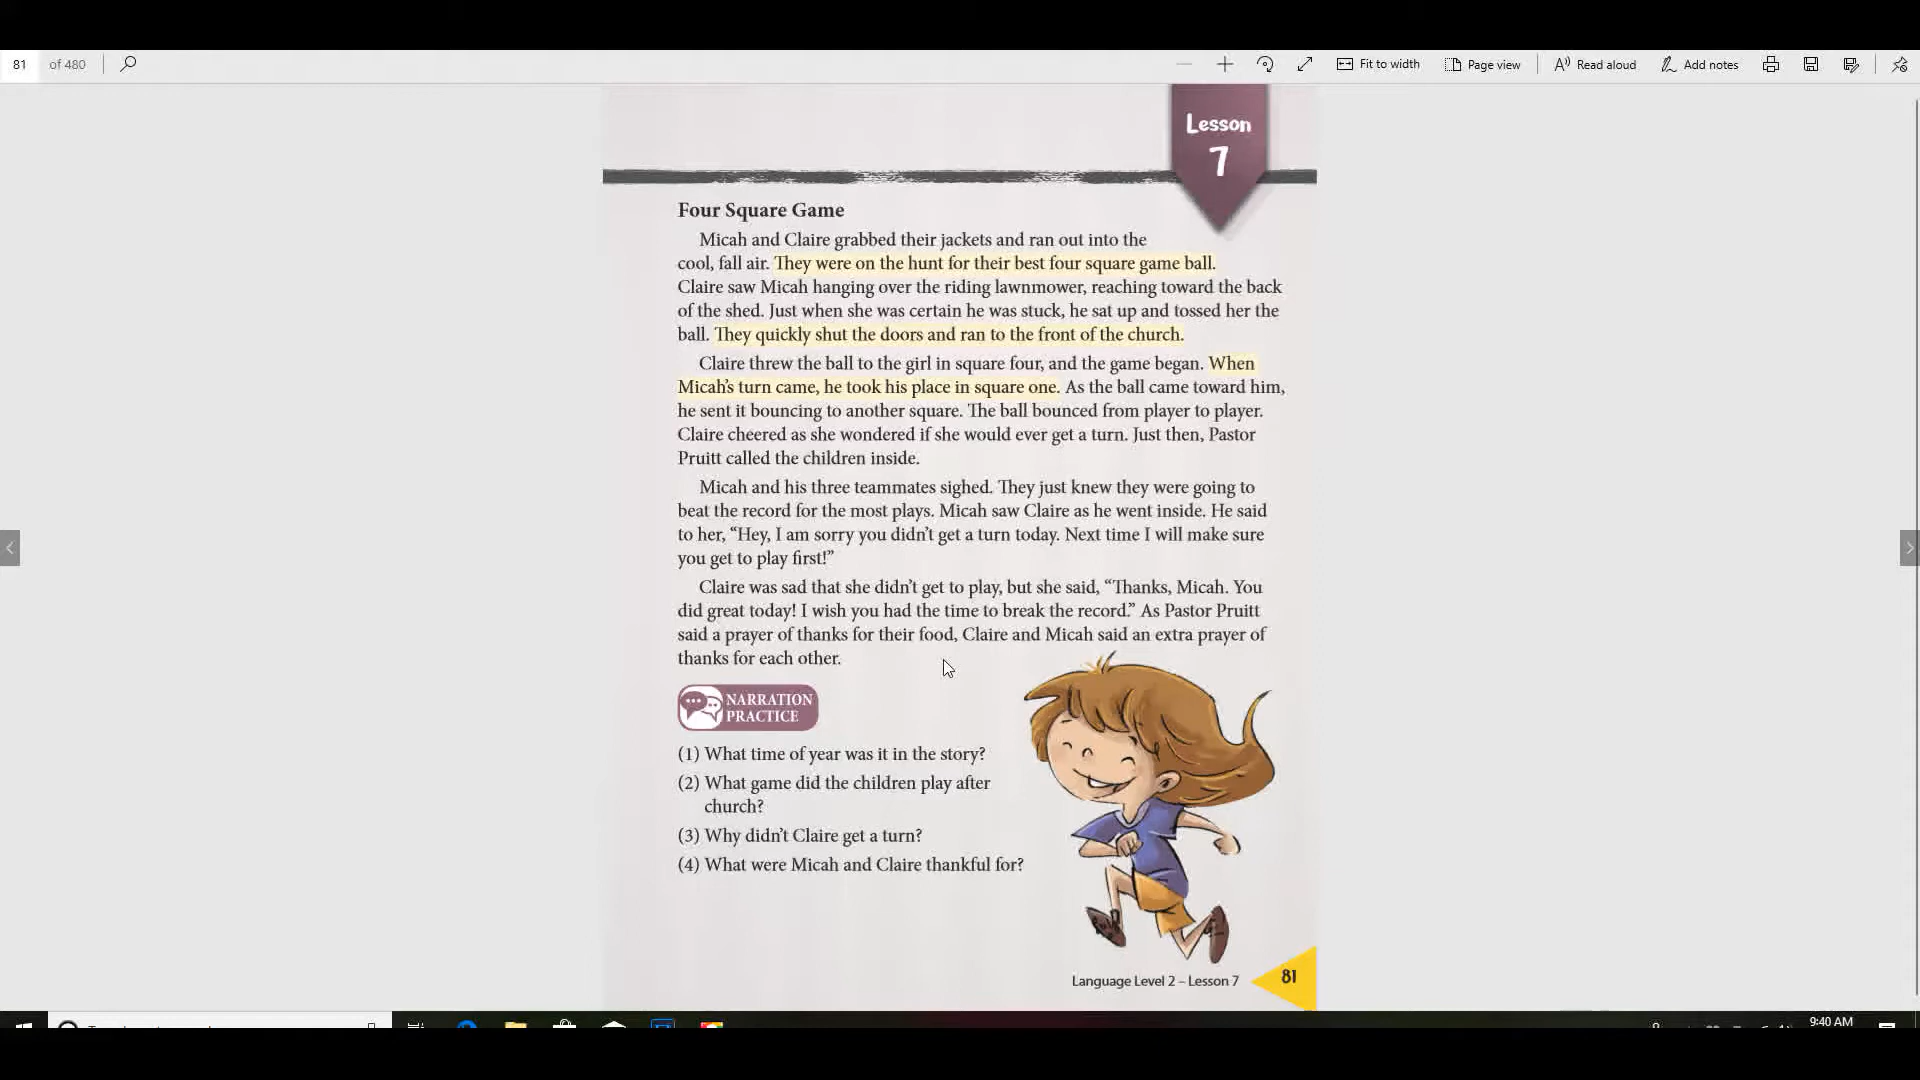 81 of 480 Fit to width Page view Read aloud Add notes
Lesson
7
Four Square Game
Micah and Claire grabbed their jackets and ran out into the
cool, fall air. They were on the hunt for their best four square game ball.
Claire saw Micah hanging over the riding lawnmower, reaching toward the back
of the shed. Just when she was certain he was stuck, he sat up and tossed her the
ball. They quickly shut the doors and ran to the front of the church.
Claire threw the ball to the girl in square four, and the game began. When
Micah’s turn came, he took his place in square one. As the ball came toward him,
he sent it bouncing to another square. The ball bounced from player to player.
Claire cheered as she wondered if she would ever get a turn. Just then, Pastor
Pruitt called the children inside.
Micah and his three teammates sighed. They just knew they were going to
beat the record for the most plays. Micah saw Claire as he went inside. He said
to her, “Hey, I am sorry you didn’t get a turn today. Next time I will make sure
you get to play first!”
Claire was sad that she didn’t get to play, but she said, “Thanks, Micah. You
did great today! I wish you had the time to break the record.” As Pastor Pruitt
said a prayer of thanks for their food, Claire and Micah said an extra prayer of
thanks for each other.
NARRATION
PRACTICE
(1) What time of year was it in the story?
(2) What game did the children play after
church?
(3) Why didn’t Claire get a turn?
(4) What were Micah and Claire thankful for?
Language Level 2 – Lesson 7
81
9:40 AM